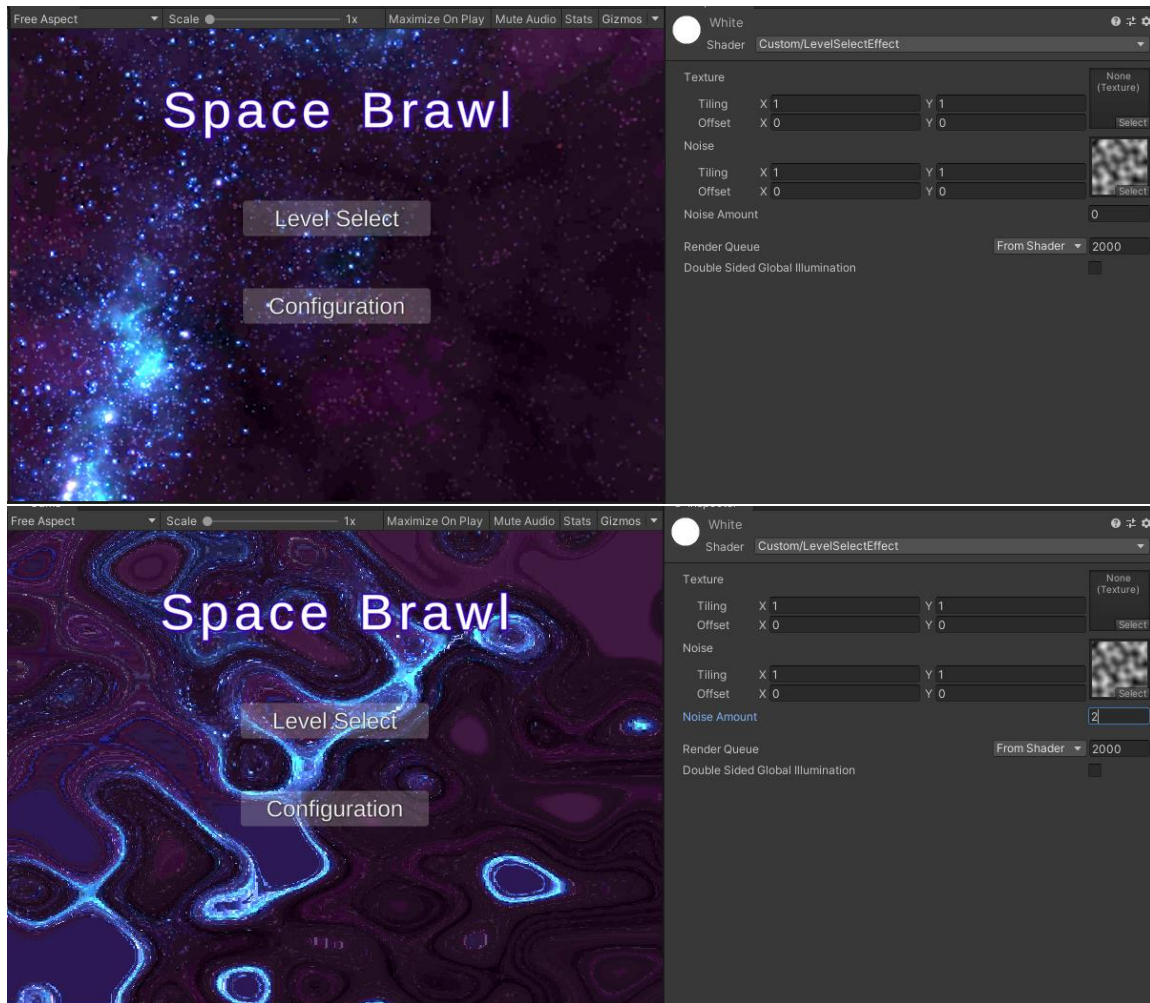 Free Aspect Scale 1x Maximize On Play Mute Audio Stats Gizmos
Space Brawl
Level Select
Configuration
White
Shader Custom/LevelSelectEffect
Texture
None
(Texture)
Tiling X 1 Y 1
Offset X 0 Y 0
Select
Noise
Tiling X 1 Y 1
Offset X 0 Y 0
Select
Noise Amount 0
Render Queue From Shader 2000
Double Sided Global Illumination
Free Aspect Scale 1x Maximize On Play Mute Audio Stats Gizmos
Space Brawl
Level Select
Configuration
White
Shader Custom/LevelSelectEffect
Texture
None
(Texture)
Tiling X 1 Y 1
Offset X 0 Y 0
Select
Noise
Tiling X 1 Y 1
Offset X 0 Y 0
Select
Noise Amount 2
Render Queue From Shader 2000
Double Sided Global Illumination